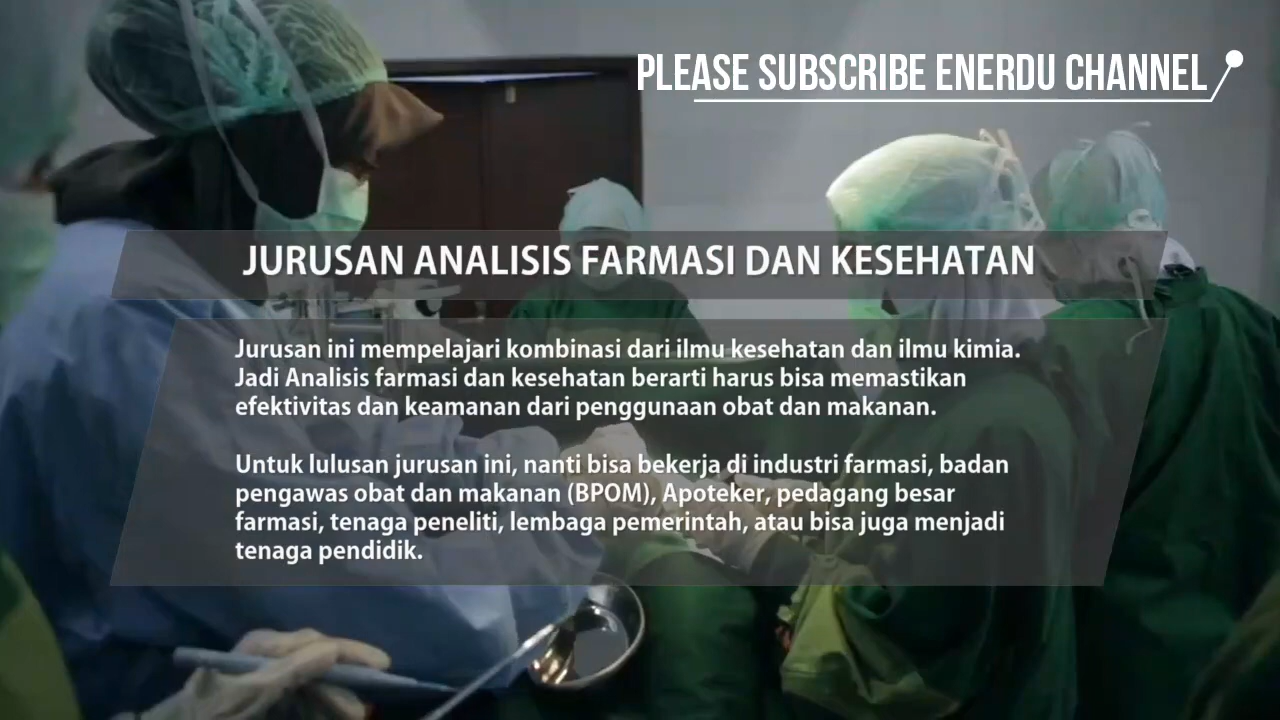 PLEASE SUBSCRIBE ENERDU CHANNEL
JURUSAN ANALISIS FARMASI DAN KESEHATAN
Jurusan ini mempelajari kombinasi dari ilmu kesehatan dan ilmu kimia.
Jadi Analisis farmasi dan kesehatan berarti harus bisa memastikan
efektivitas dan keamanan dari penggunaan obat dan makanan.
Untuk lulusan jurusan ini, nanti bisa bekerja di industri farmasi, badan
pengawas obat dan makanan (BPOM), Apoteker, pedagang besar
farmasi, tenaga peneliti, lembaga pemerintah, atau bisa juga menjadi
tenaga pendidik.